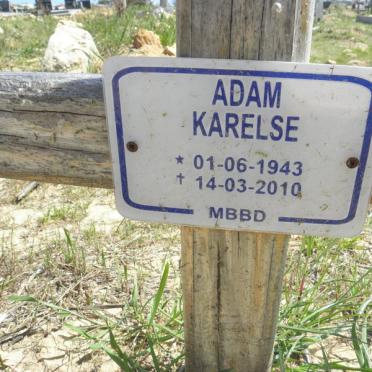 ADAM
KARELSE
* 01-06-1943
† 14-03-2010
MBBD